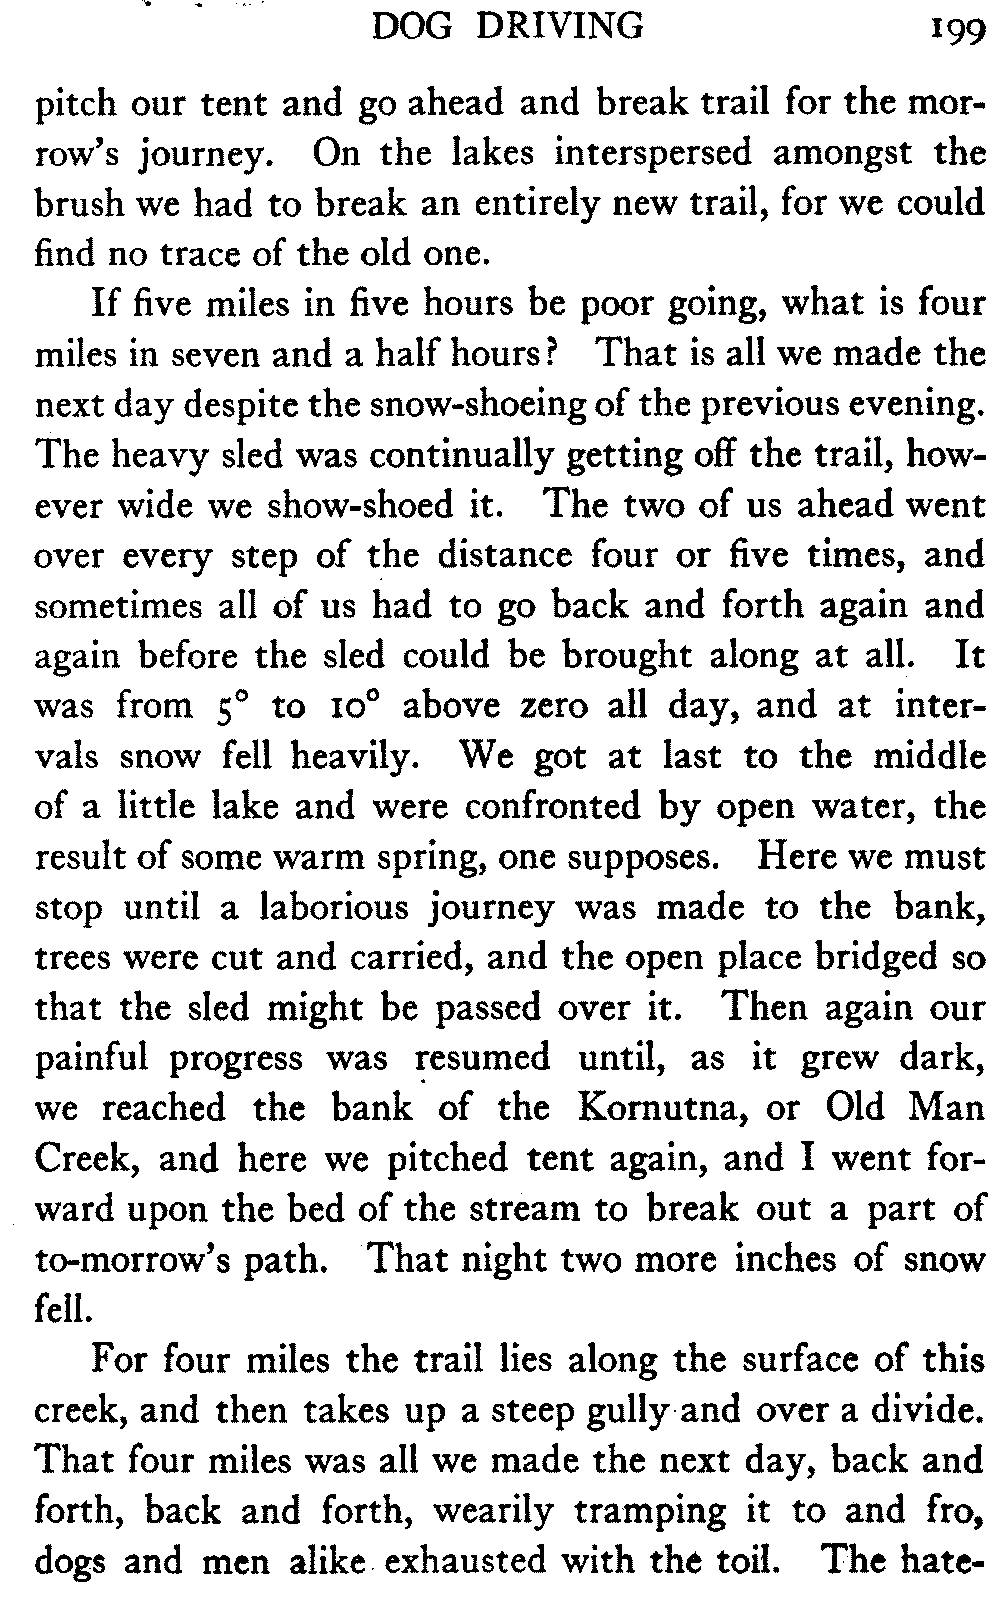 DOG DRIVING 199
pitch our tent and go ahead and break trail for the mor-
row's journey. On the lakes interspersed amongst the
brush we had to break an entirely new trail, for we could
find no trace of the old one.
If five miles in five hours be poor going, what is four
miles in seven and a half hours? That is all we made the
next day despite the snow-shoeing of the previous evening.
The heavy sled was continually getting off the trail, how-
ever wide we show-shoed it. The two of us ahead went
over every step of the distance four or five times, and
sometimes all of us had to go back and forth again and
again before the sled could be brought along at all. It
was from 5° to 10° above zero all day, and at inter-
vals snow fell heavily. We got at last to the middle
of a little lake and were confronted by open water, the
result of some warm spring, one supposes. Here we must
stop until a laborious journey was made to the bank,
trees were cut and carried, and the open place bridged so
that the sled might be passed over it. Then again our
painful progress was resumed until, as it grew dark,
we reached the bank of the Kornutna, or Old Man
Creek, and here we pitched tent again, and I went for-
ward upon the bed of the stream to break out a part of
to-morrow's path. That night two more inches of snow
fell.
For four miles the trail lies along the surface of this
creek, and then takes up a steep gully and over a divide.
That four miles was all we made the next day, back and
forth, back and forth, wearily tramping it to and fro,
dogs and men alike exhausted with the toil. The hate-